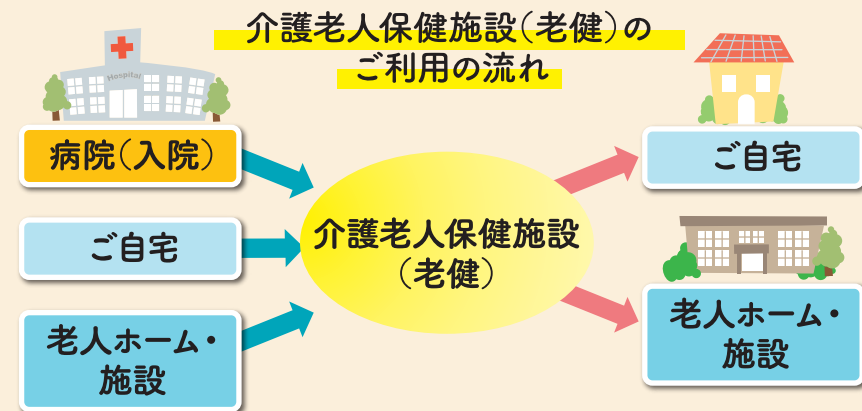 介護老人保健施設(老健)の
ご利用の流れ
Hospital
病院(入院)
ご自宅
老人ホーム・
施設
介護老人保健施設
(老健)
ご自宅
老人ホーム・
施設